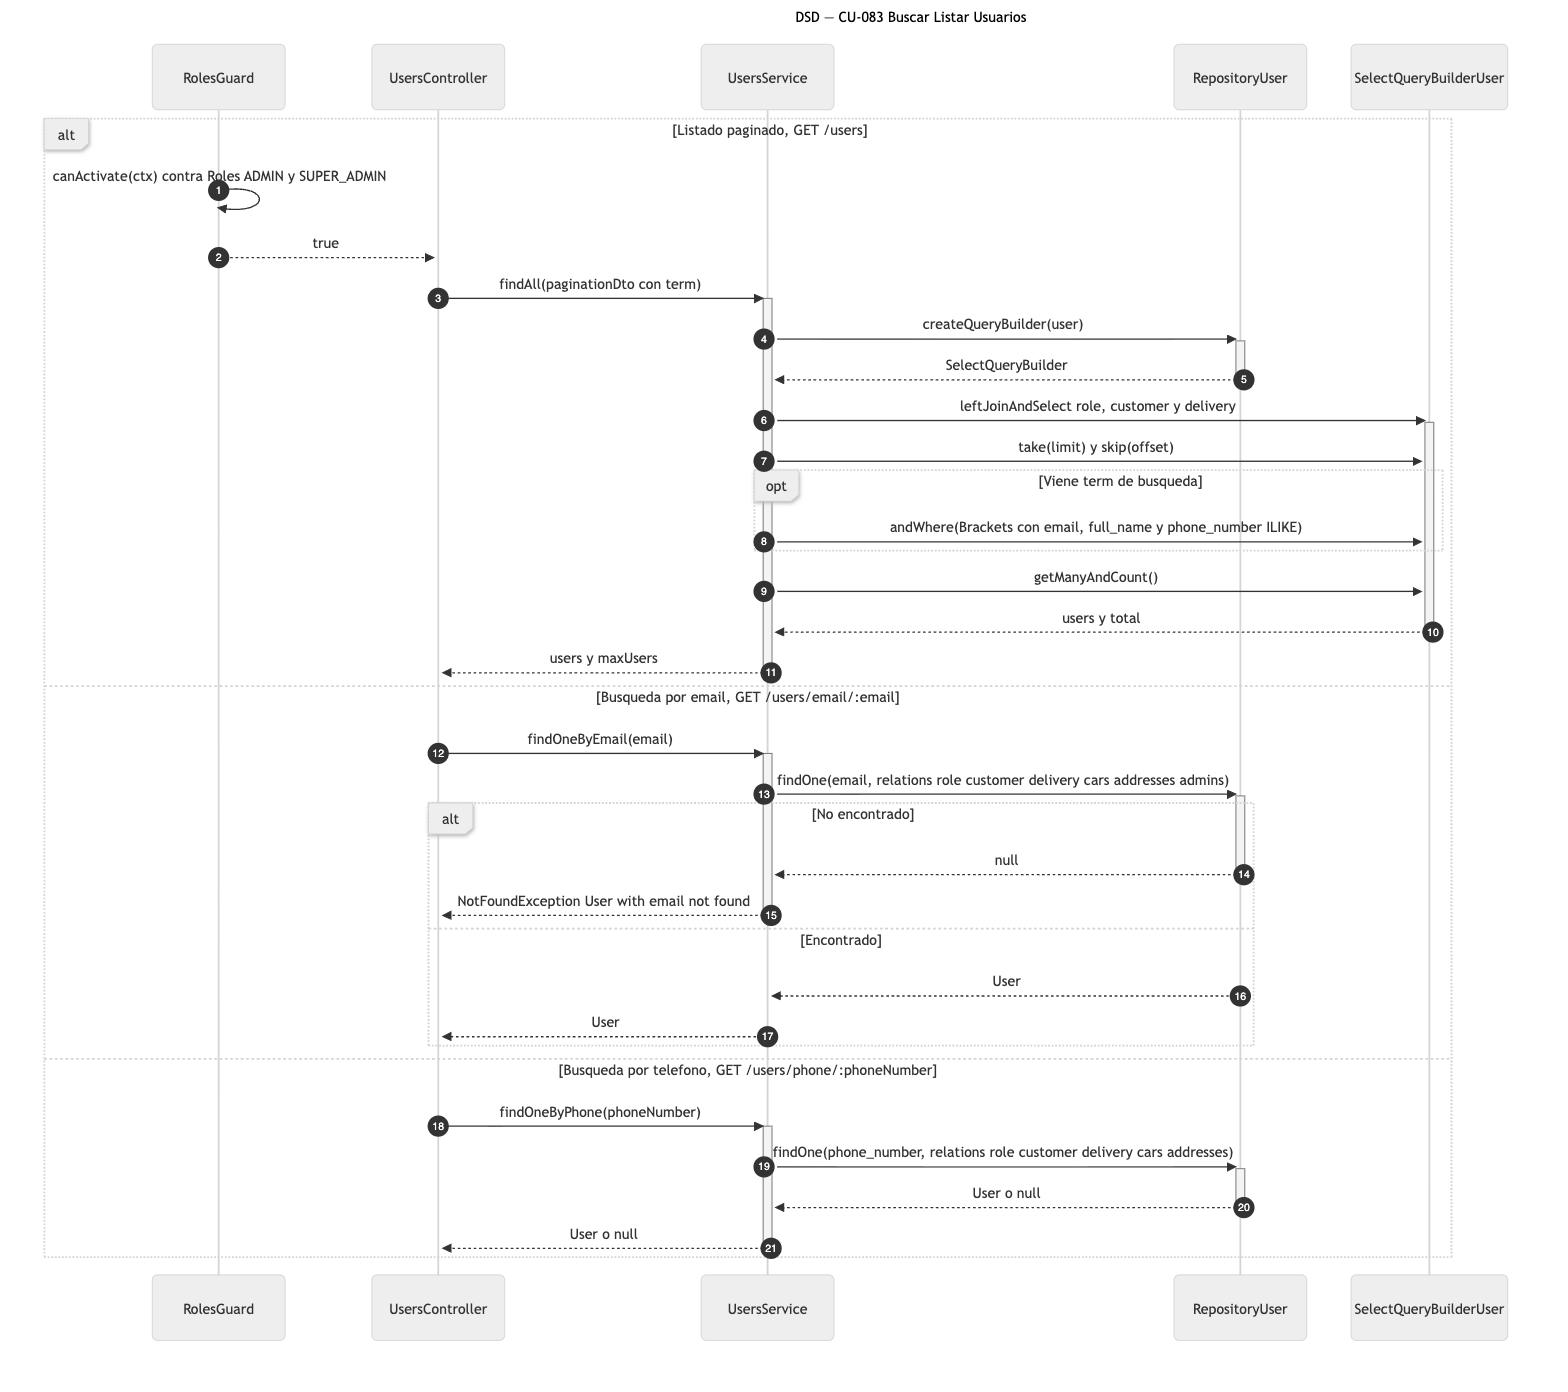 DSD — CU-083 Buscar Listar Usuarios
RolesGuard
UsersController
UsersService
RepositoryUser
SelectQueryBuilderUser
alt
[Listado paginado, GET /users]
canActivate(ctx) contra Roles ADMIN y SUPER_ADMIN
1
true
2
findAll(paginationDto con term)
3
createQueryBuilder(user)
4
SelectQueryBuilder
5
leftJoinAndSelect role, customer y delivery
6
take(limit) y skip(offset)
7
opt
[Viene term de busqueda]
andWhere(Brackets con email, full_name y phone_number ILIKE)
8
getManyAndCount()
9
users y total
10
users y maxUsers
11
[Busqueda por email, GET /users/email/:email]
findOneByEmail(email)
12
findOne(email, relations role customer delivery cars addresses admins)
13
alt
[No encontrado]
null
14
NotFoundException User with email not found
15
[Encontrado]
User
16
User
17
[Busqueda por telefono, GET /users/phone/:phoneNumber]
findOneByPhone(phoneNumber)
18
findOne(phone_number, relations role customer delivery cars addresses)
19
User o null
20
User o null
21
RolesGuard
UsersController
UsersService
RepositoryUser
SelectQueryBuilderUser